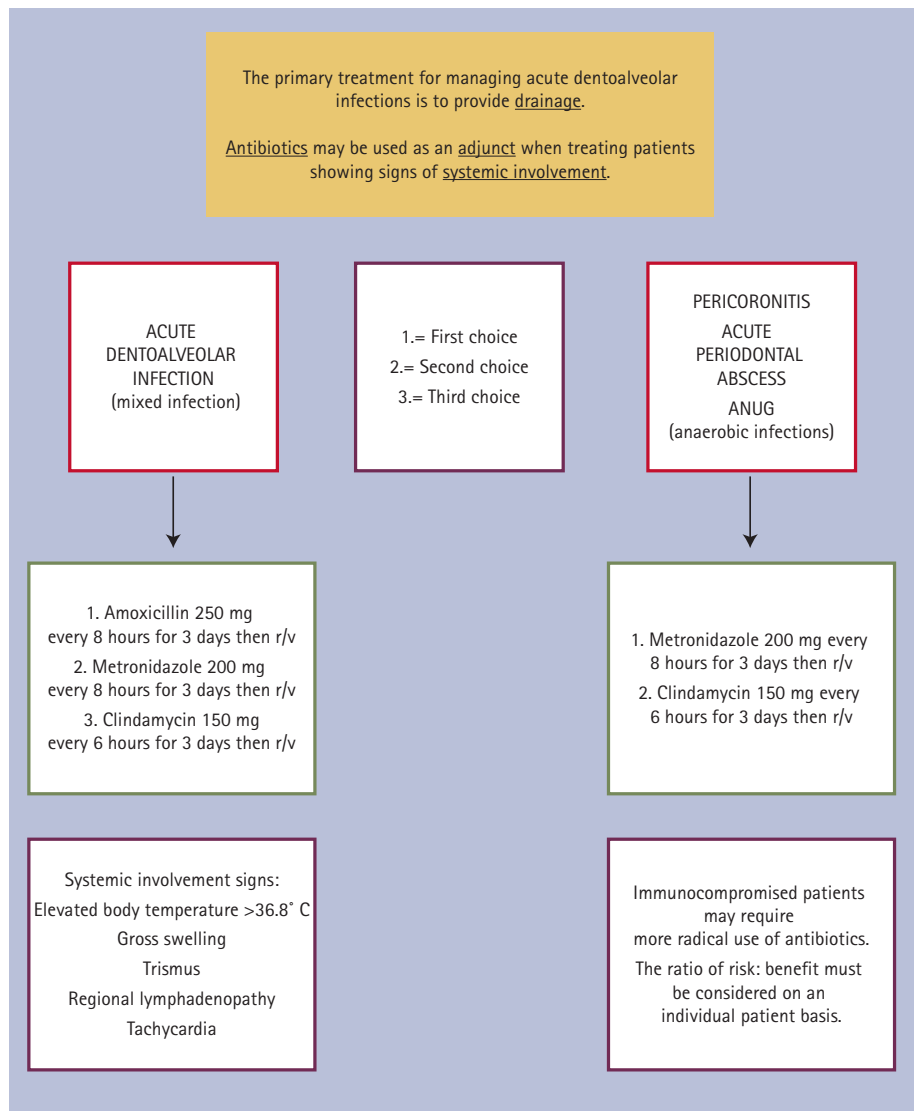 The primary treatment for managing acute dentoalveolar
infections is to provide drainage.
Antibiotics may be used as an adjunct when treating patients
showing signs of systemic involvement.
ACUTE
DENTOALVEOLAR
INFECTION
(mixed infection)
1.= First choice
2.= Second choice
3.= Third choice
PERICORONITIS
ACUTE
PERIODONTAL
ABSCESS
ANUG
(anaerobic infections)
1. Amoxicillin 250 mg
every 8 hours for 3 days then r/v
2. Metronidazole 200 mg
every 8 hours for 3 days then r/v
3. Clindamycin 150 mg
every 6 hours for 3 days then r/v
1. Metronidazole 200 mg every
8 hours for 3 days then r/v
2. Clindamycin 150 mg every
6 hours for 3 days then r/v
Systemic involvement signs:
Elevated body temperature >36.8˚ C
Gross swelling
Trismus
Regional lymphadenopathy
Tachycardia
Immunocompromised patients
may require
more radical use of antibiotics.
The ratio of risk: benefit must
be considered on an
individual patient basis.